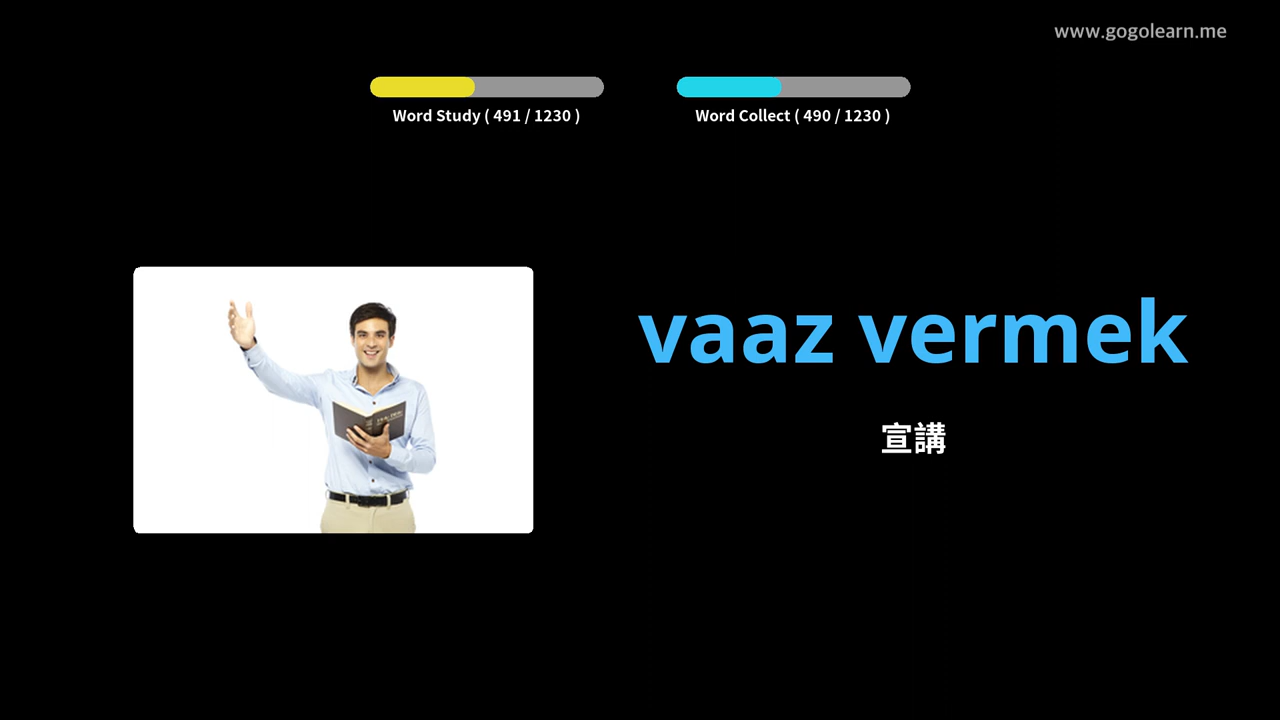 www.gogolearn.me
Word Study ( 491 / 1230 )
Word Collect ( 490 / 1230 )
vaaz vermek
宣講